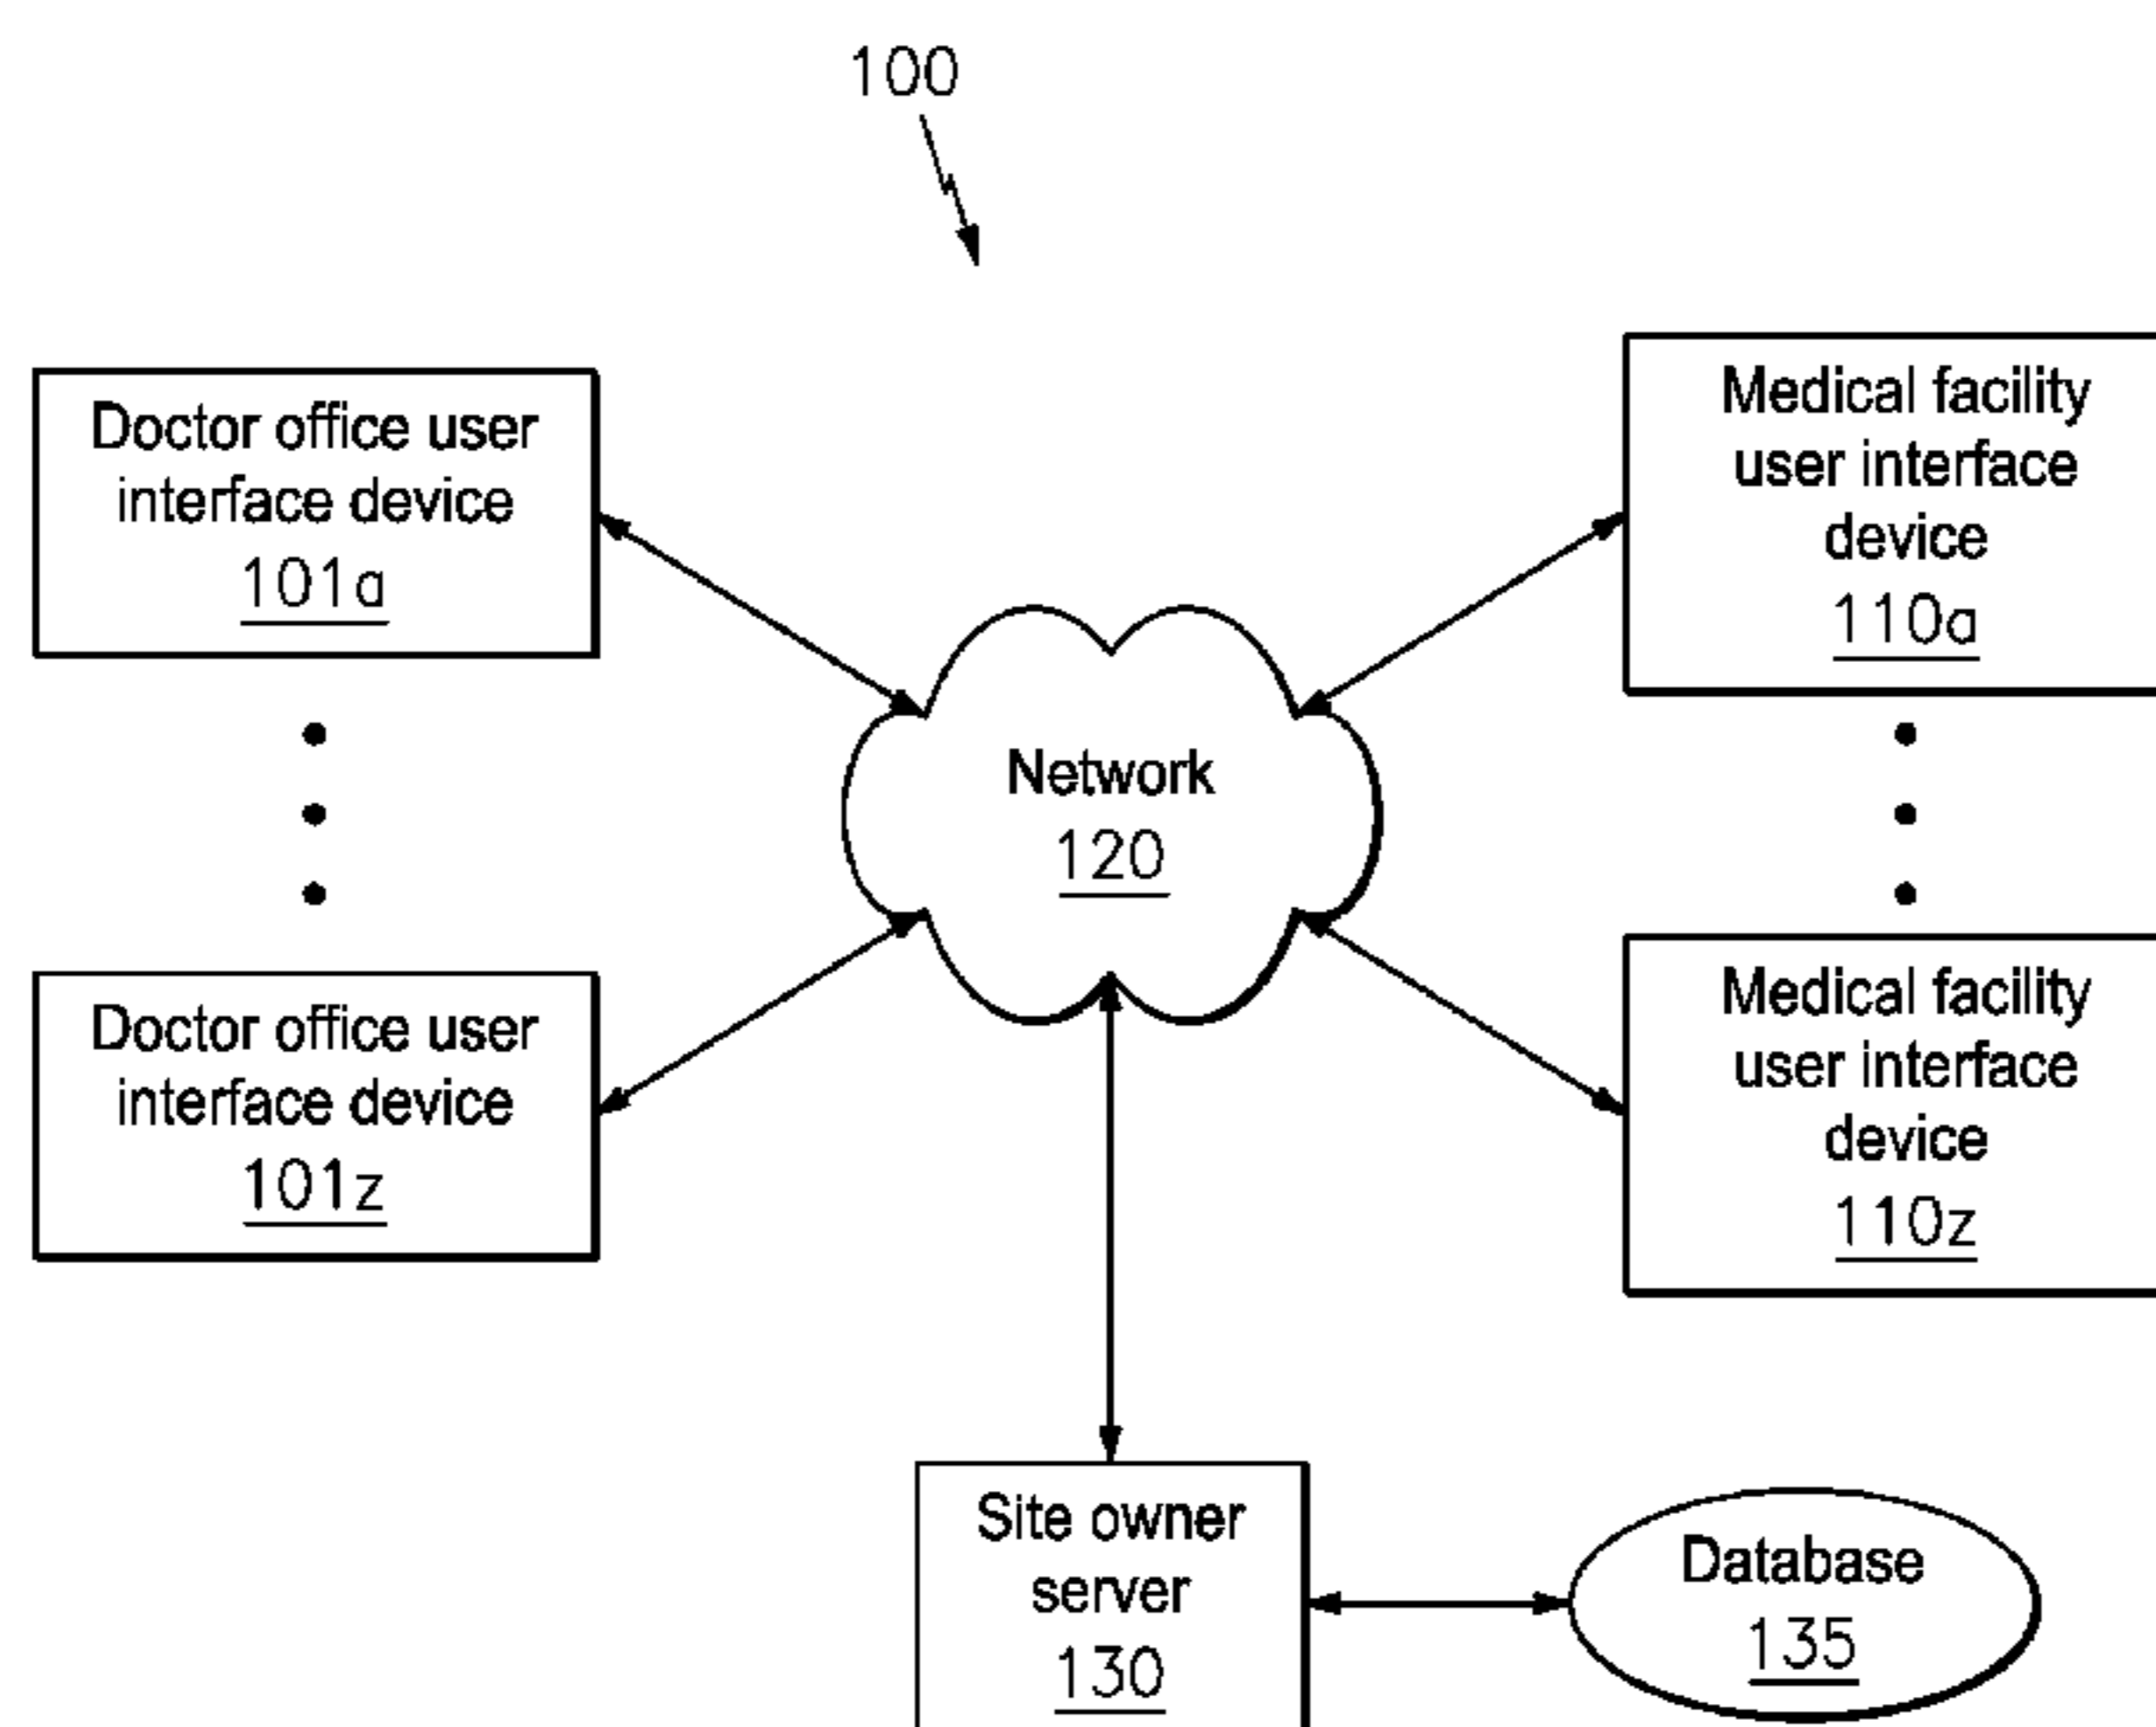 100
Doctor office user
interface device
101a
Medical facility
user interface
device
110a
Network
120
Doctor office user
interface device
101z
Medical facility
user interface
device
110z
Site owner
server
130
Database
135